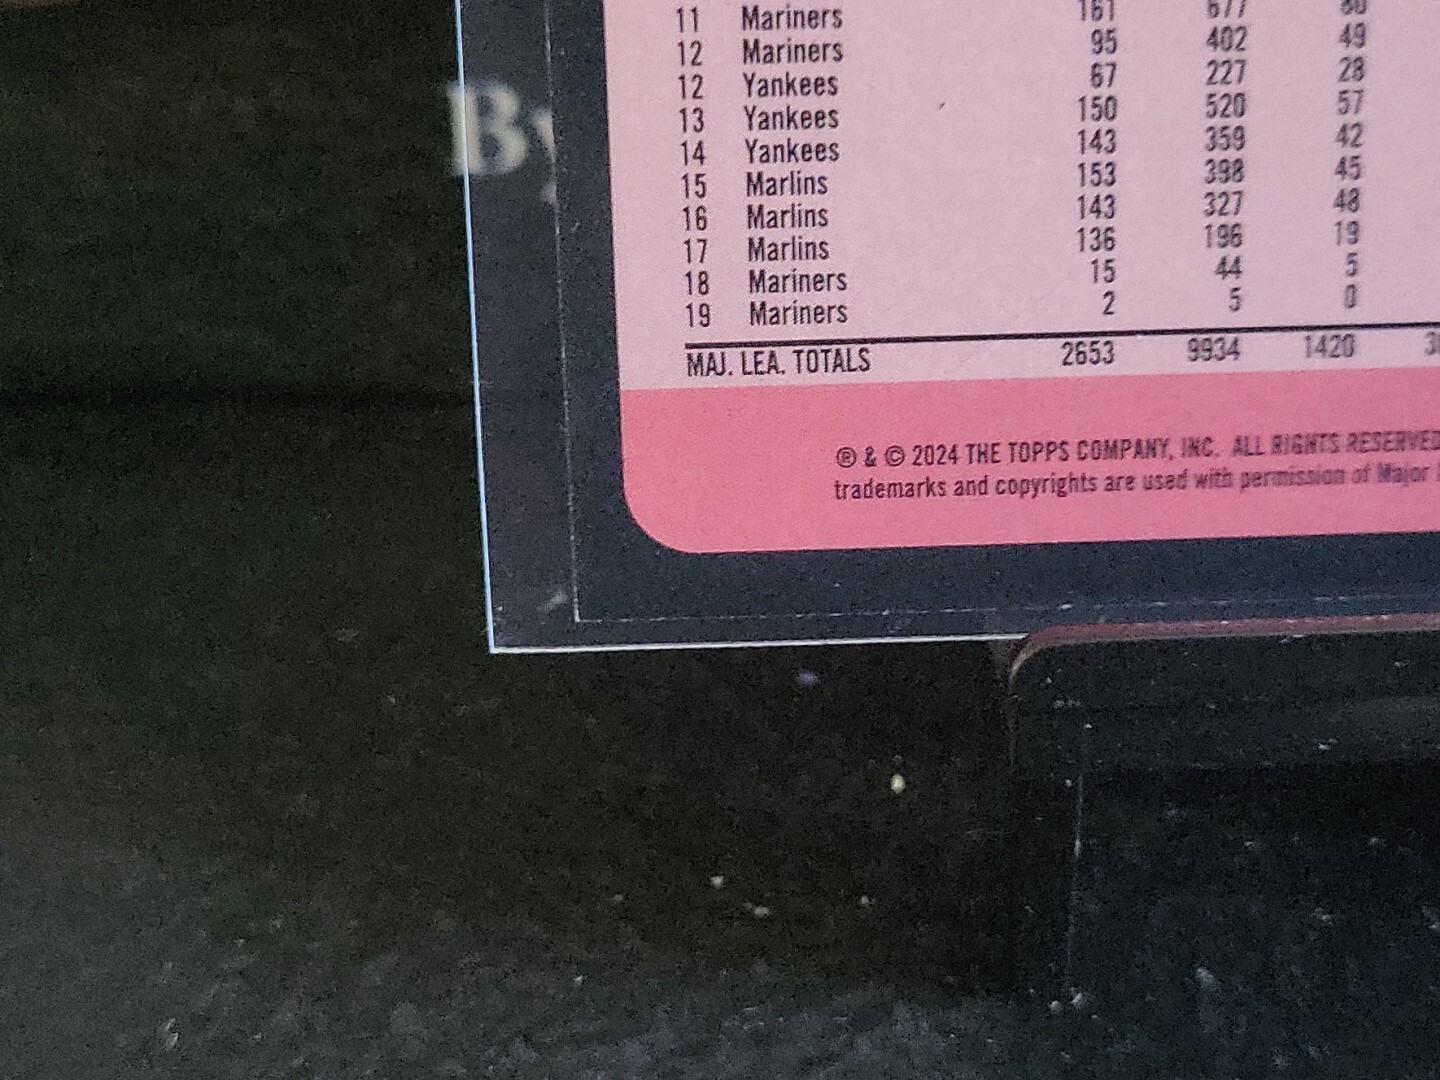 11 Mariners 161 677 80
12 Mariners 95 402 49
12 Yankees 67 227 28
13 Yankees 150 520 57
14 Yankees 143 359 42
15 Marlins 153 398 45
16 Marlins 143 327 48
17 Marlins 136 196 19
18 Mariners 15 44 5
19 Mariners 2 5 0
MAJ. LEA. TOTALS 2653 9934 1420
® & © 2024 THE TOPPS COMPANY, INC. ALL RIGHTS RESERVED
trademarks and copyrights are used with permission of Major
By